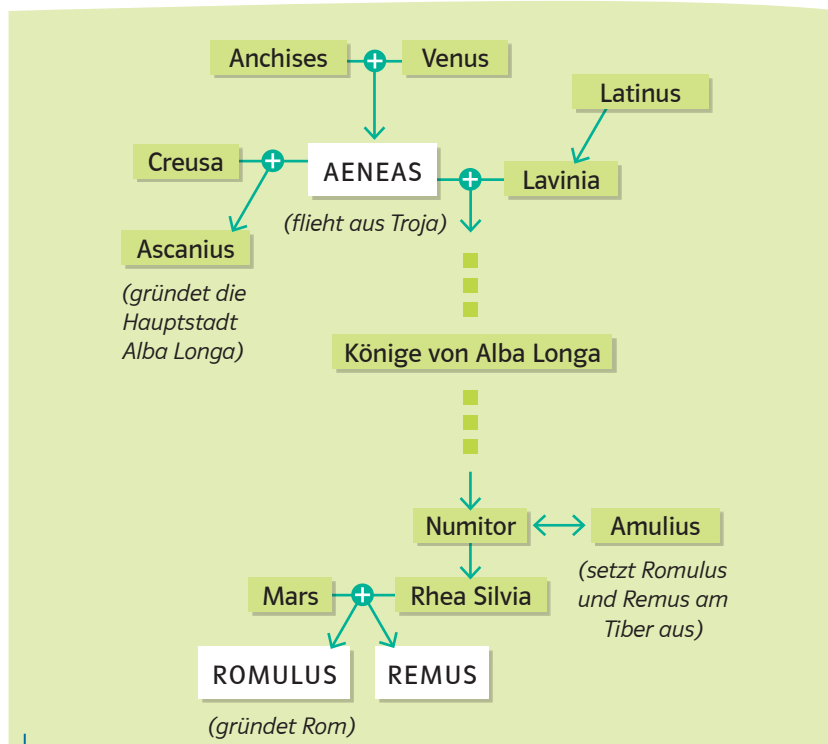 Anchises
Venus
Latinus
Creusa
AENEAS
Lavinia
(flieht aus Troja)
Ascanius
(gründet die
Hauptstadt
Alba Longa)
Könige von Alba Longa
Numitor
Amulius
(setzt Romulus
und Remus am
Tiber aus)
Mars
Rhea Silvia
ROMULUS
REMUS
(gründet Rom)